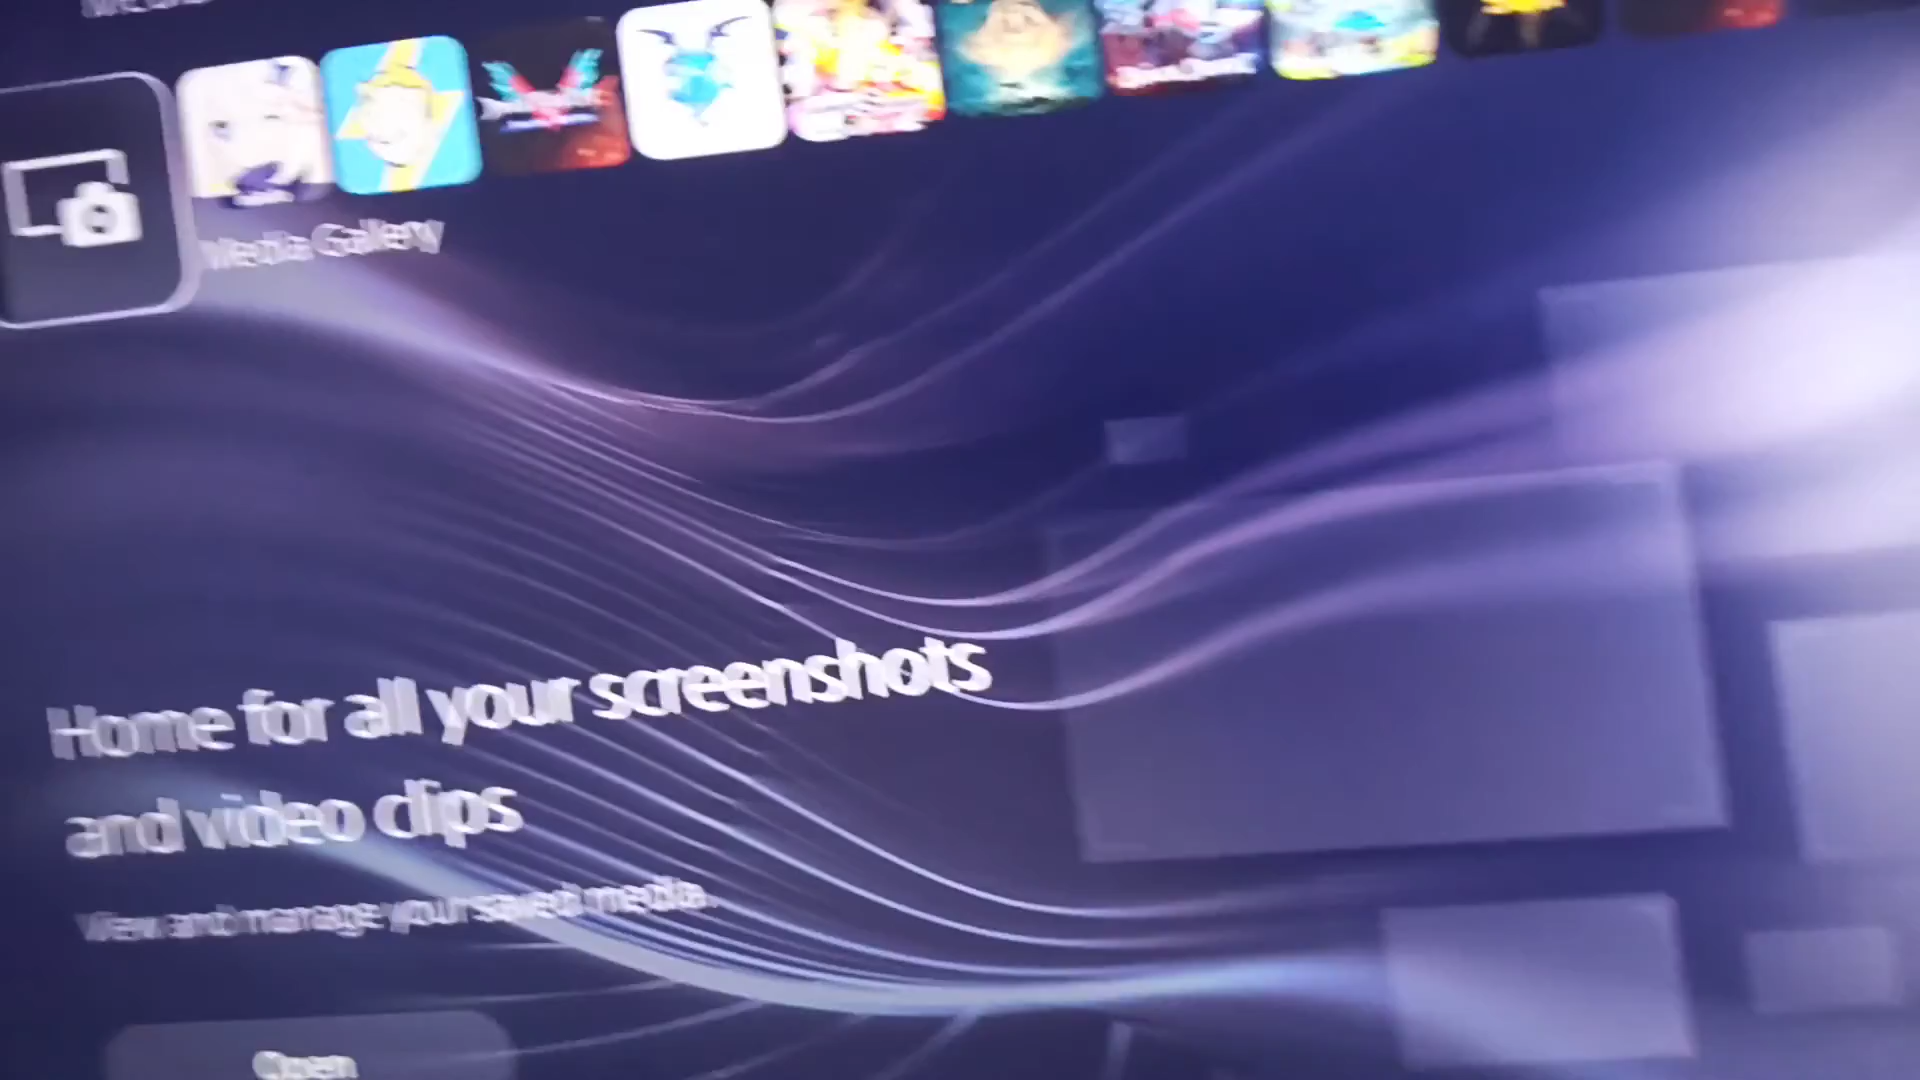 Media Gallery
Home for all your screenshots
and video clips
View and manage your saved media.
Open